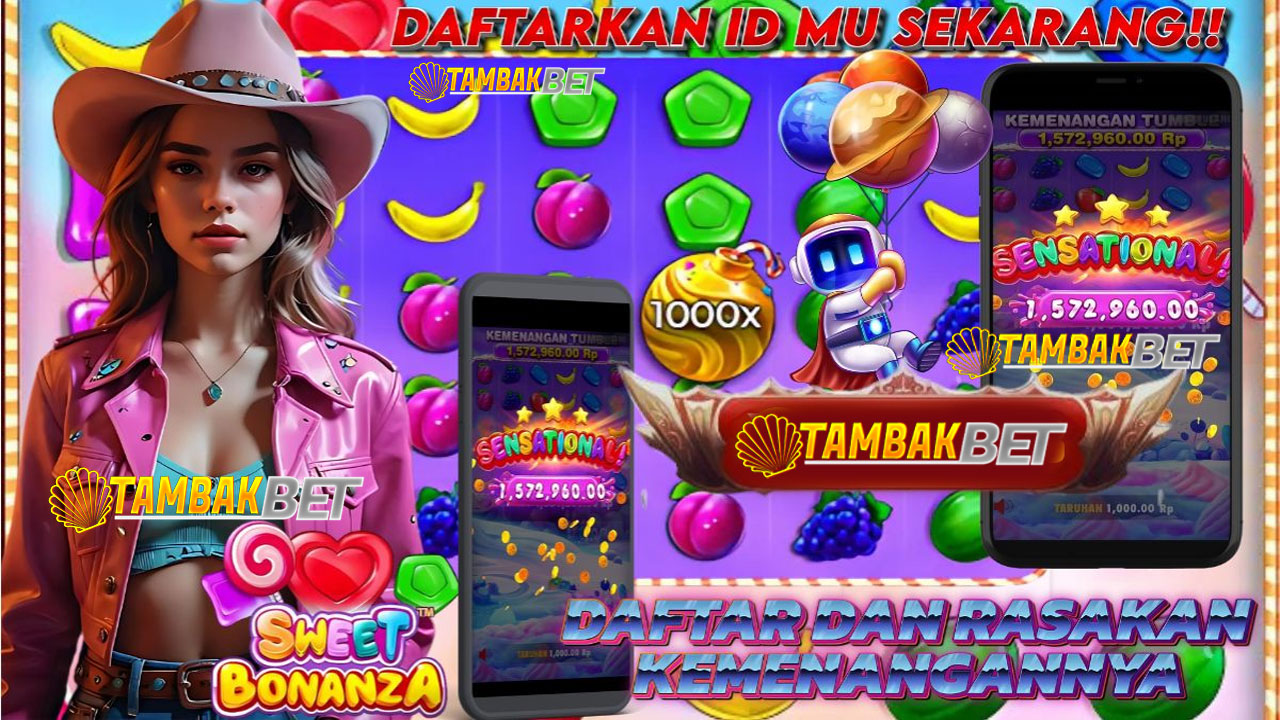 DAFTARKAN ID MU SEKARANG!!
TAMBAKBET
KEMENANGAN TUMBU
1,572,960.00 Rp
SENSATIONAL!
1,572,960.00
TAMBAKBET
TARUHAN 1,000.00 Rp
1000x
KEMENANGAN TUMBU
1,572,960.00 Rp
SENSATIONAL!
1,572,960.00
TARUHAN 1,000.00 Rp
TAMBAKBET
TAMBAKBET
SWEET
BONANZA
TM
DAFTAR DAN RASAKAN
KEMENANGANNYA